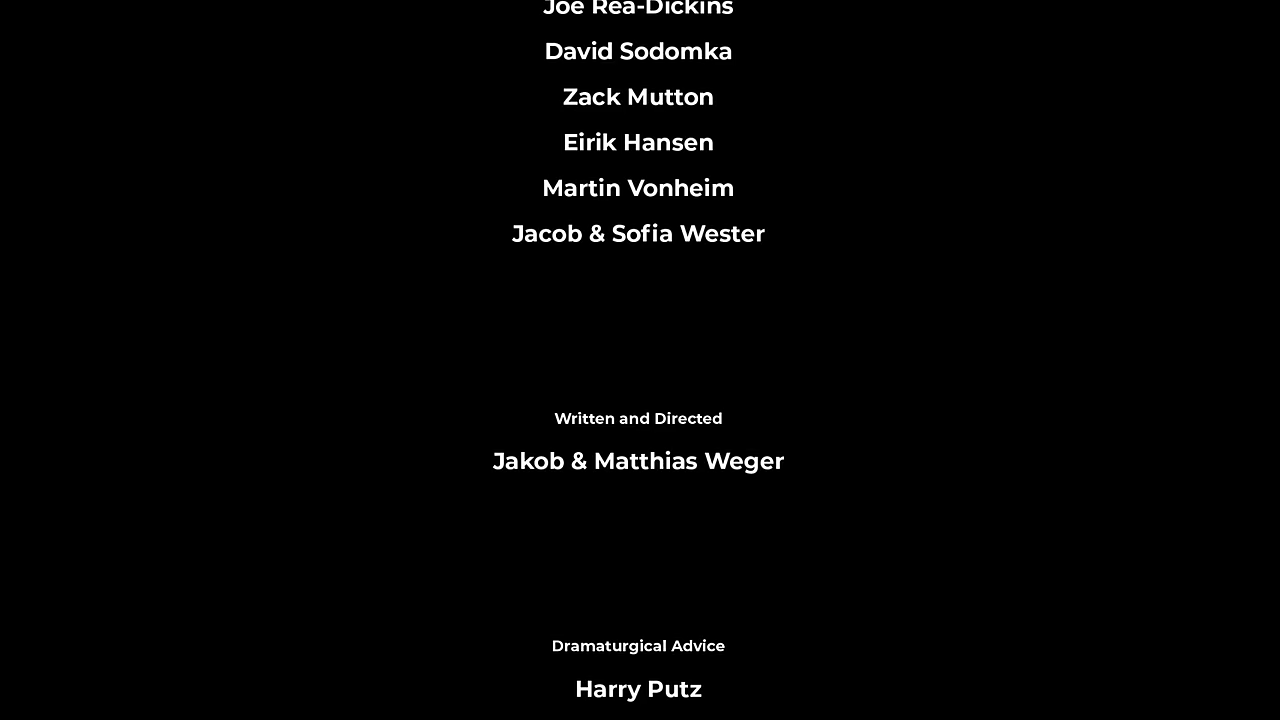 Joe Rea-Dickins
David Sodomka
Zack Mutton
Eirik Hansen
Martin Vonheim
Jacob & Sofia Wester
Written and Directed
Jakob & Matthias Weger
Dramaturgical Advice
Harry Putz